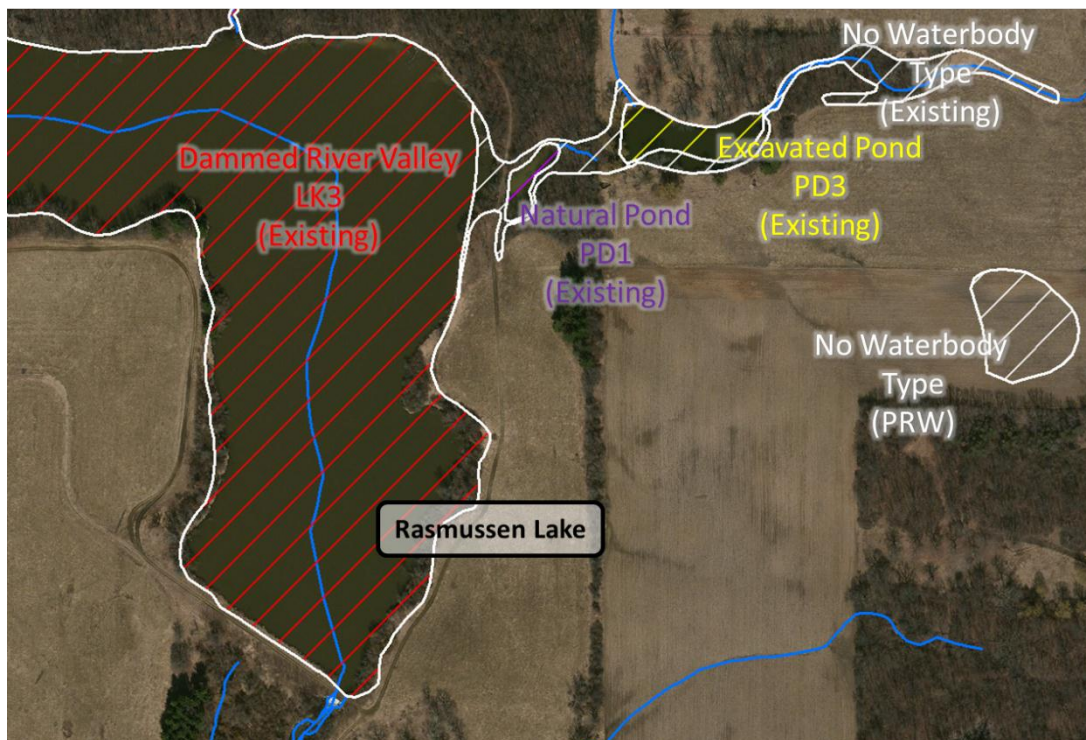 No Waterbody
Type
(Existing)
Dammed River Valley
LK3
(Existing)
Excavated Pond
PD3
(Existing)
Natural Pond
PD1
(Existing)
No Waterbody
Type
(PRW)
Rasmussen Lake